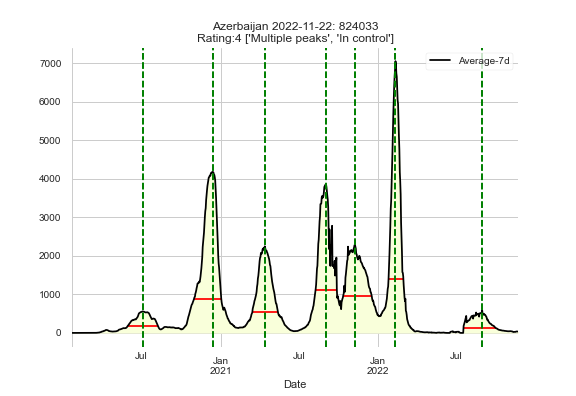 Azerbaijan 2022-11-22: 824033
Rating:4 ['Multiple peaks', 'In control']
Average-7d
7000
6000
5000
4000
3000
2000
1000
0
Jul
Jan
2021
Jul
Jan
2022
Jul
Date